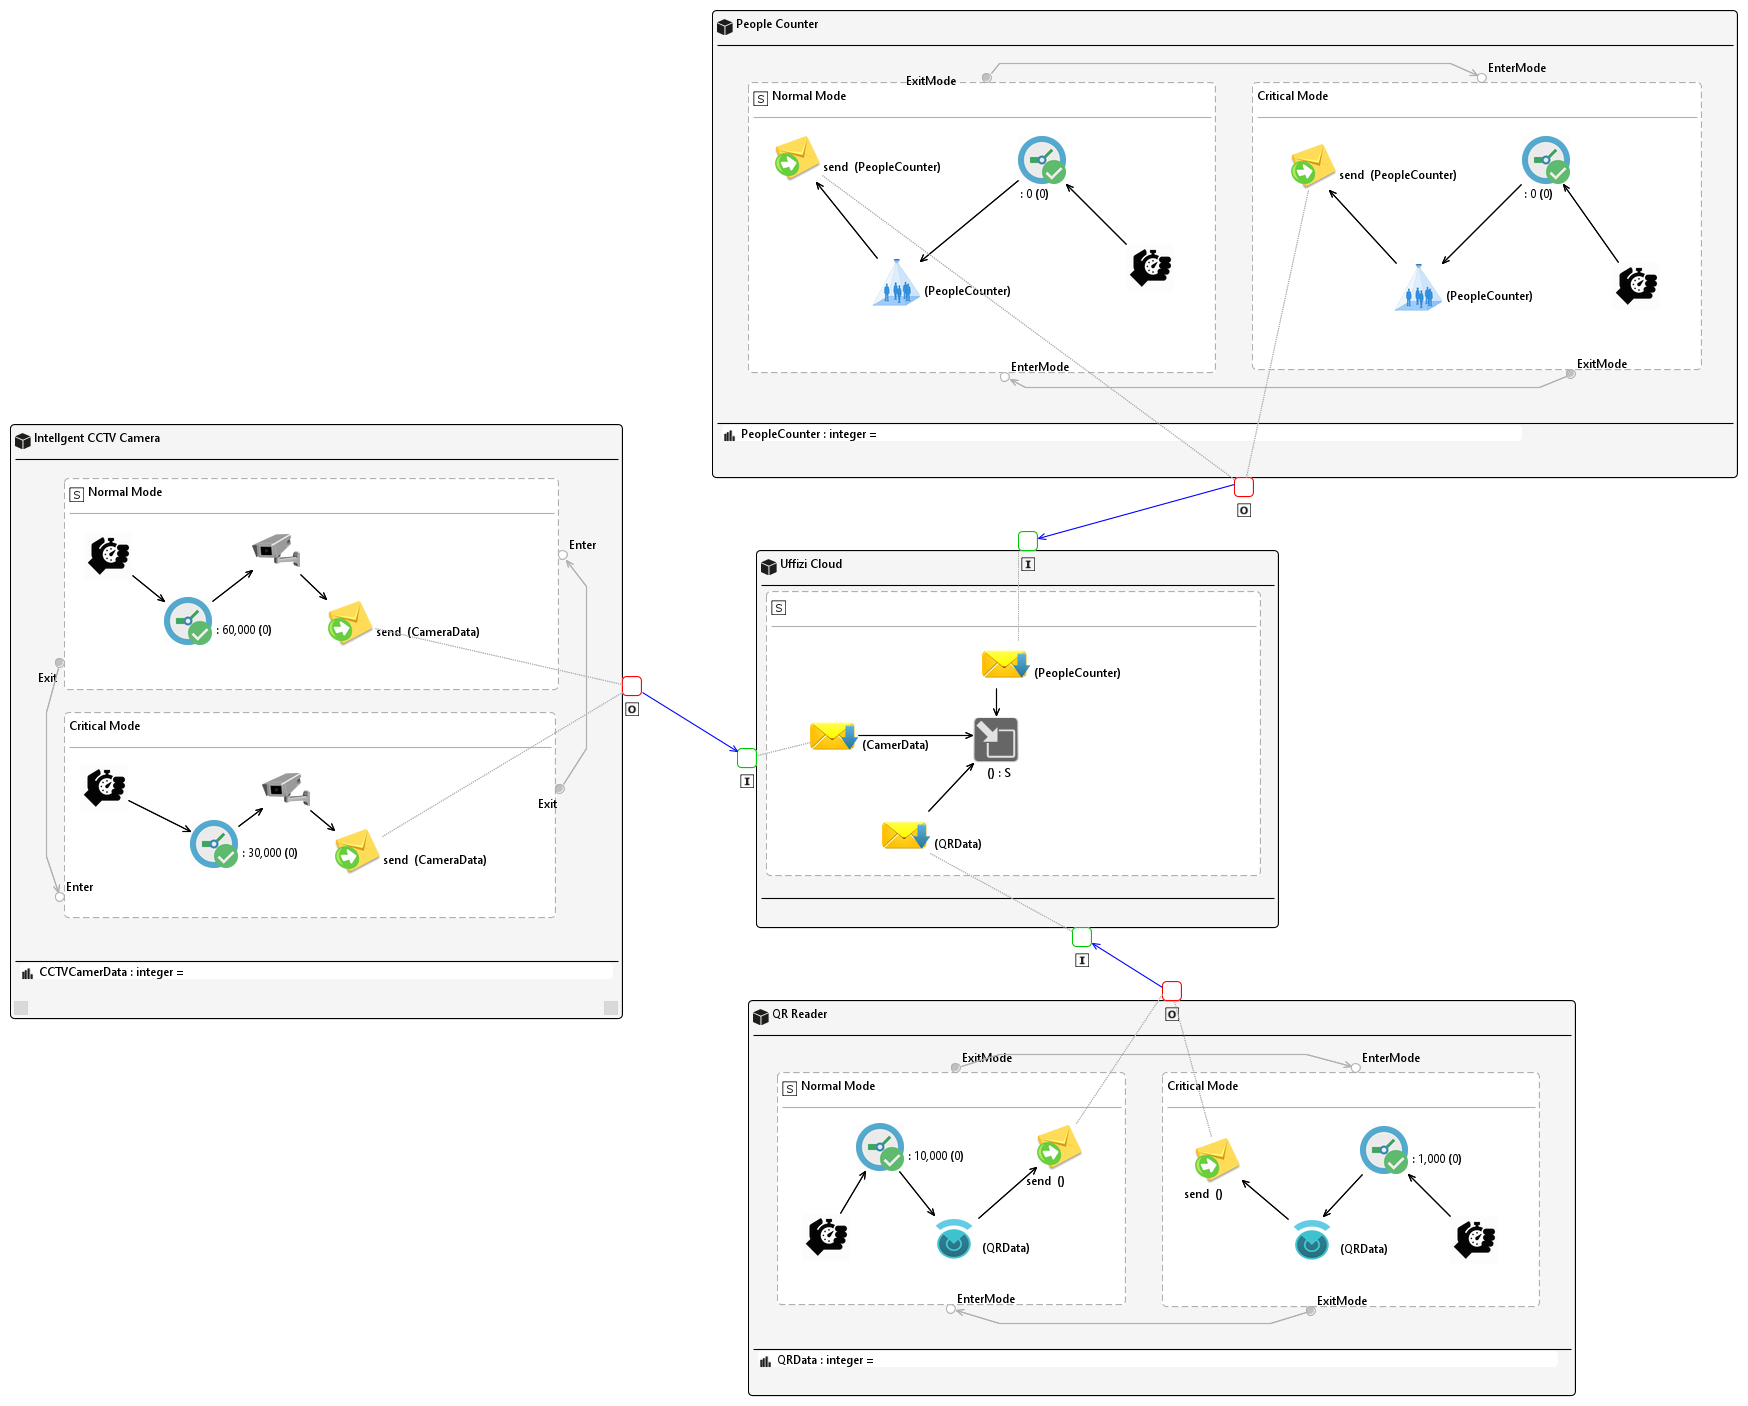 People Counter
ExitMode
EnterMode
S Normal Mode
Critical Mode
send (PeopleCounter)
: 0 (0)
(PeopleCounter)
EnterMode
send (PeopleCounter)
: 0 (0)
(PeopleCounter)
ExitMode
PeopleCounter : integer =
O
Intellgent CCTV Camera
S Normal Mode
Enter
: 60,000 (0)
send (CameraData)
Exit
Critical Mode
: 30,000 (0)
send (CameraData)
Exit
Enter
CCTVCamerData : integer =
O
I
Uffizi Cloud
S
(PeopleCounter)
(CamerData)
() : S
(QRData)
I
I
O
QR Reader
ExitMode
EnterMode
S Normal Mode
Critical Mode
: 10,000 (0)
send ()
(QRData)
EnterMode
send ()
: 1,000 (0)
(QRData)
ExitMode
QRData : integer =